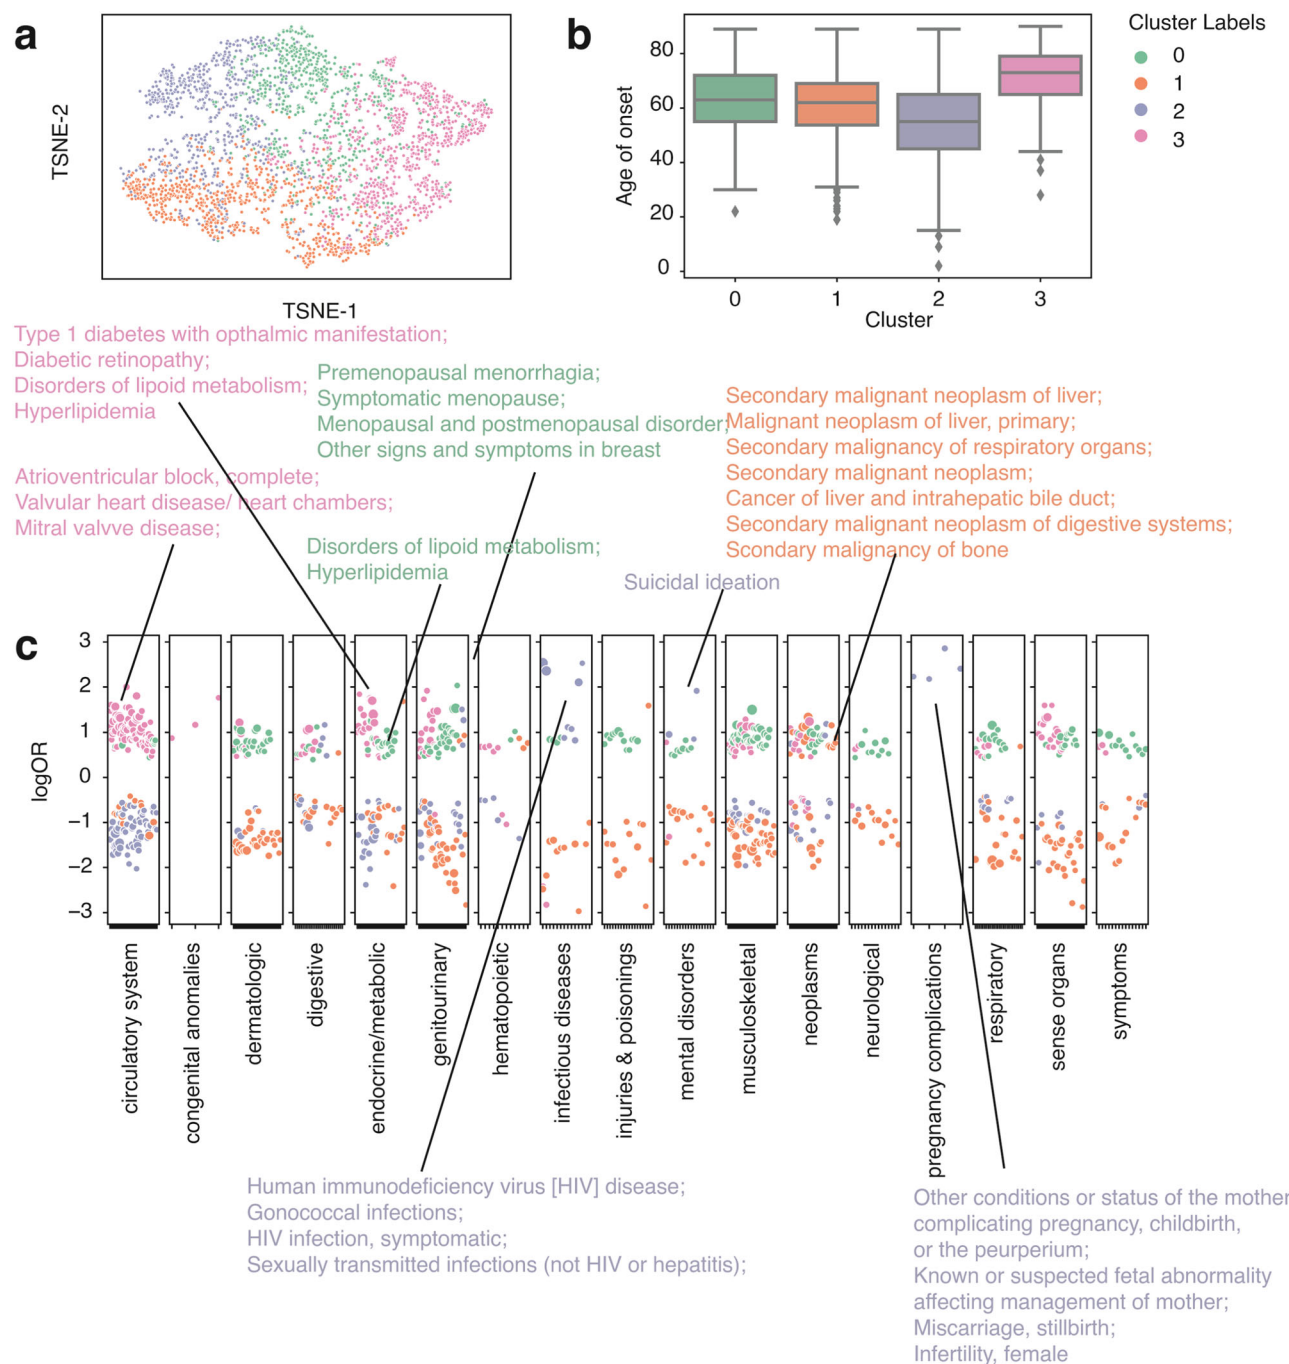 a
TSNE-2
TSNE-1
b
Age of onset
80
60
40
20
0
0 1 2 3
Cluster
Cluster Labels
0
1
2
3
Type 1 diabetes with opthalmic manifestation;
Diabetic retinopathy;
Disorders of lipoid metabolism;
Hyperlipidemia
Premenopausal menorrhagia;
Symptomatic menopause;
Menopausal and postmenopausal disorder;
Other signs and symptoms in breast
Secondary malignant neoplasm of liver;
Malignant neoplasm of liver, primary;
Secondary malignancy of respiratory organs;
Secondary malignant neoplasm;
Cancer of liver and intrahepatic bile duct;
Secondary malignant neoplasm of digestive systems;
Scondary malignancy of bone
Atrioventricular block, complete;
Valvular heart disease/ heart chambers;
Mitral valvve disease;
Disorders of lipoid metabolism;
Hyperlipidemia
Suicidal ideation
c
logOR
3
2
1
0
−1
−2
−3
circulatory system
congenital anomalies
dermatologic
digestive
endocrine/metabolic
genitourinary
hematopoietic
infectious diseases
injuries & poisonings
mental disorders
musculoskeletal
neoplasms
neurological
pregnancy complications
respiratory
sense organs
symptoms
Human immunodeficiency virus [HIV] disease;
Gonococcal infections;
HIV infection, symptomatic;
Sexually transmitted infections (not HIV or hepatitis);
Other conditions or status of the mother
complicating pregnancy, childbirth,
or the peurperium;
Known or suspected fetal abnormality
affecting management of mother;
Miscarriage, stillbirth;
Infertility, female